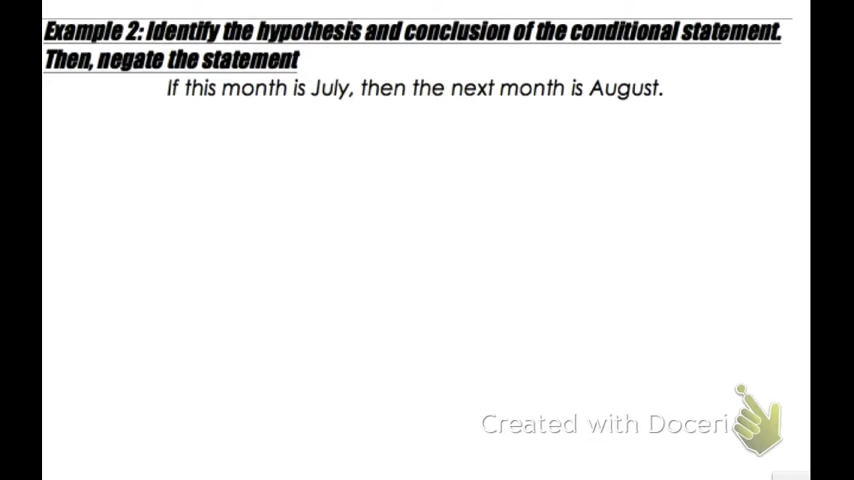 Example 2: Identify the hypothesis and conclusion of the conditional statement.
Then, negate the statement
If this month is July, then the next month is August.
Created with Doceri